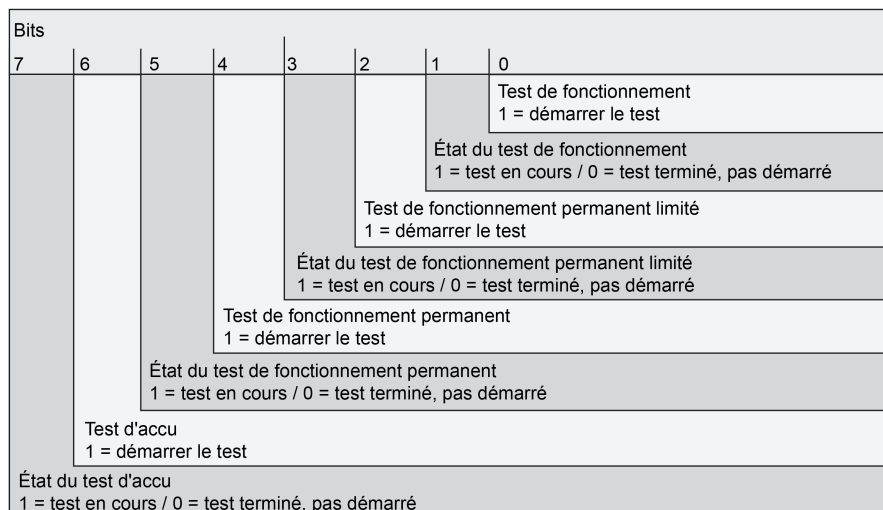 Bits
7 6 5 4 3 2 1 0
Test de fonctionnement
1 = démarrer le test
État du test de fonctionnement
1 = test en cours / 0 = test terminé, pas démarré
Test de fonctionnement permanent limité
1 = démarrer le test
État du test de fonctionnement permanent limité
1 = test en cours / 0 = test terminé, pas démarré
Test de fonctionnement permanent
1 = démarrer le test
État du test de fonctionnement permanent
1 = test en cours / 0 = test terminé, pas démarré
Test d'accu
1 = démarrer le test
État du test d'accu
1 = test en cours / 0 = test terminé, pas démarré